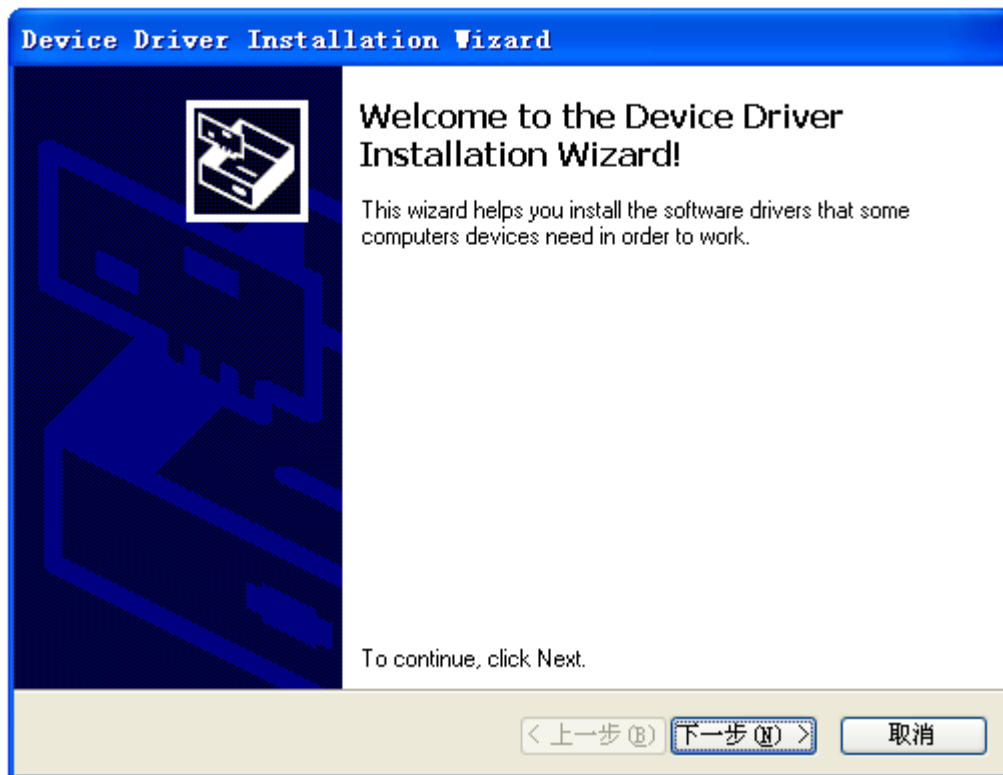 Device Driver Installation Wizard
Welcome to the Device Driver
Installation Wizard!
This wizard helps you install the software drivers that some
computers devices need in order to work.
To continue, click Next.
< 上一步(B) 下一步(N) > 取消